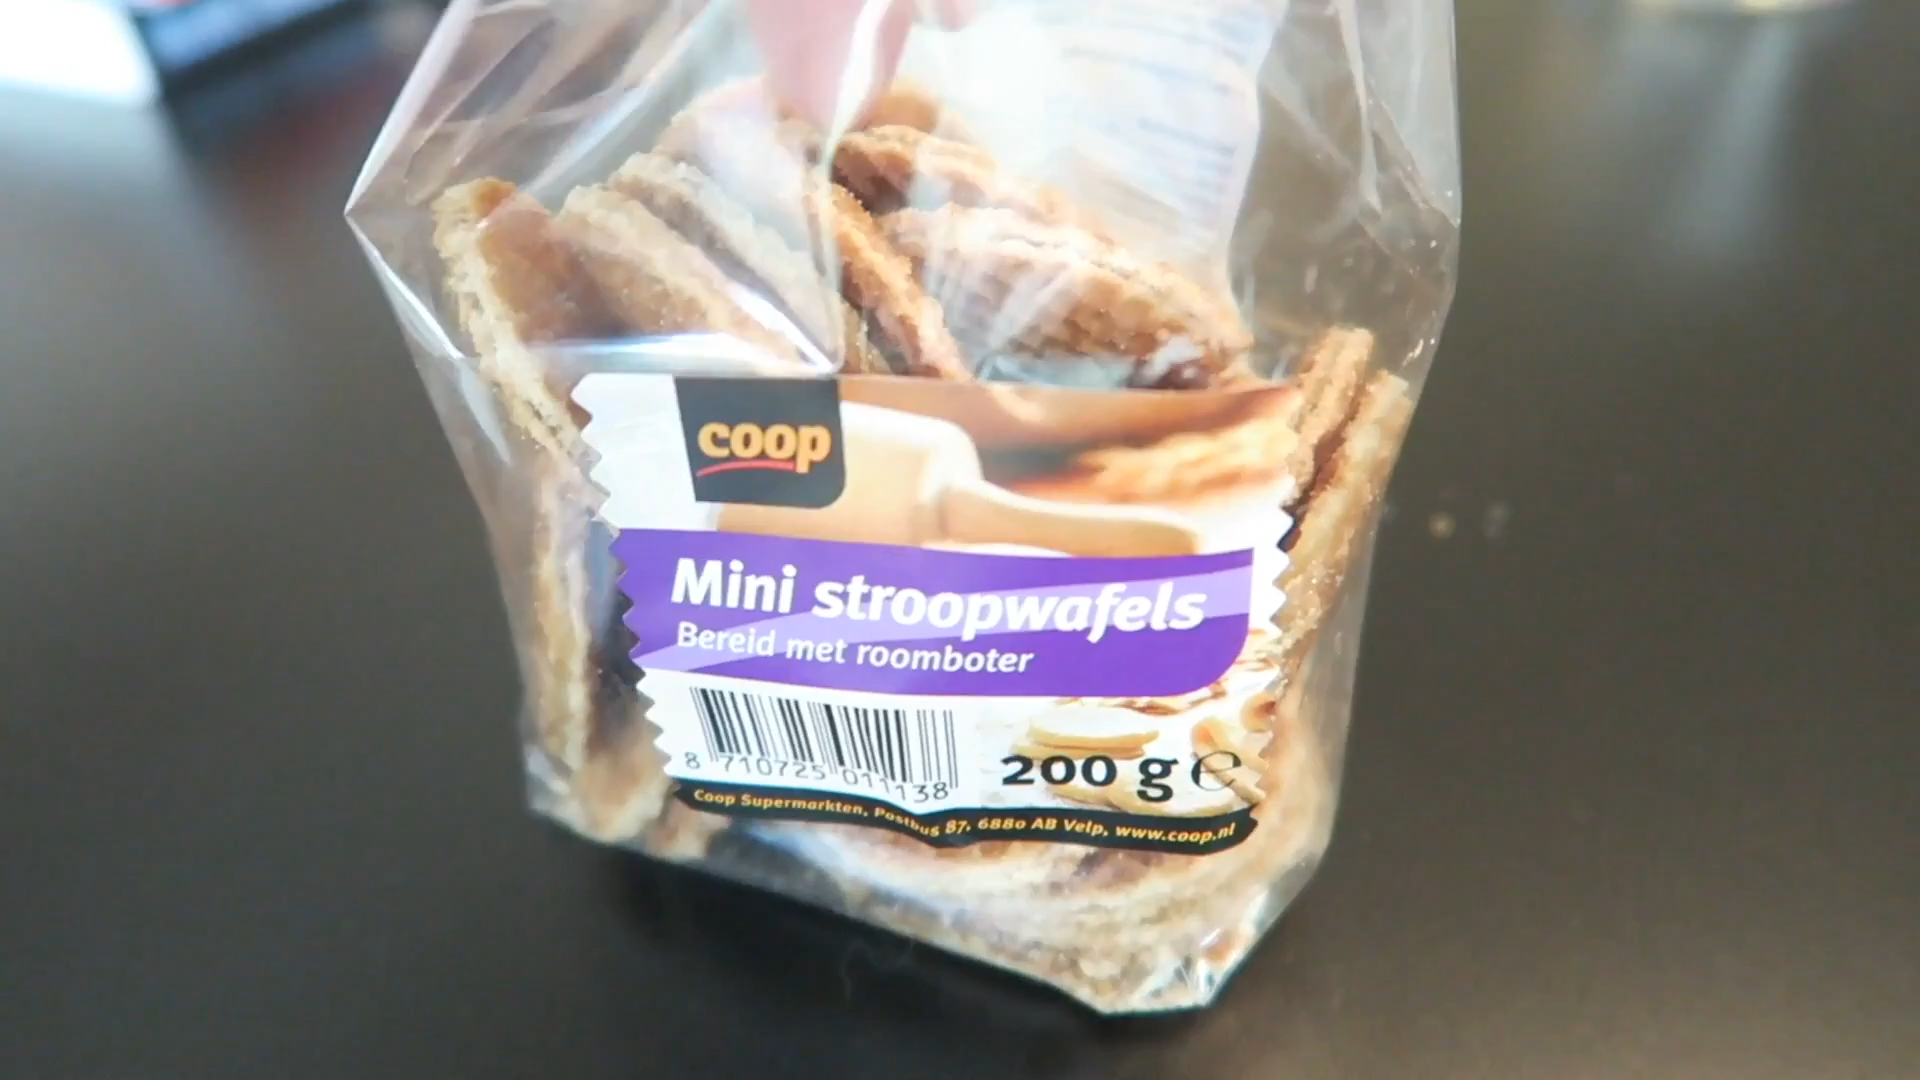 coop
Mini stroopwafels
Bereid met roomboter
8 710725 011138
200 g ℮
Coop Supermarkten, Postbus 87, 6880 AB Velp, www.coop.nl